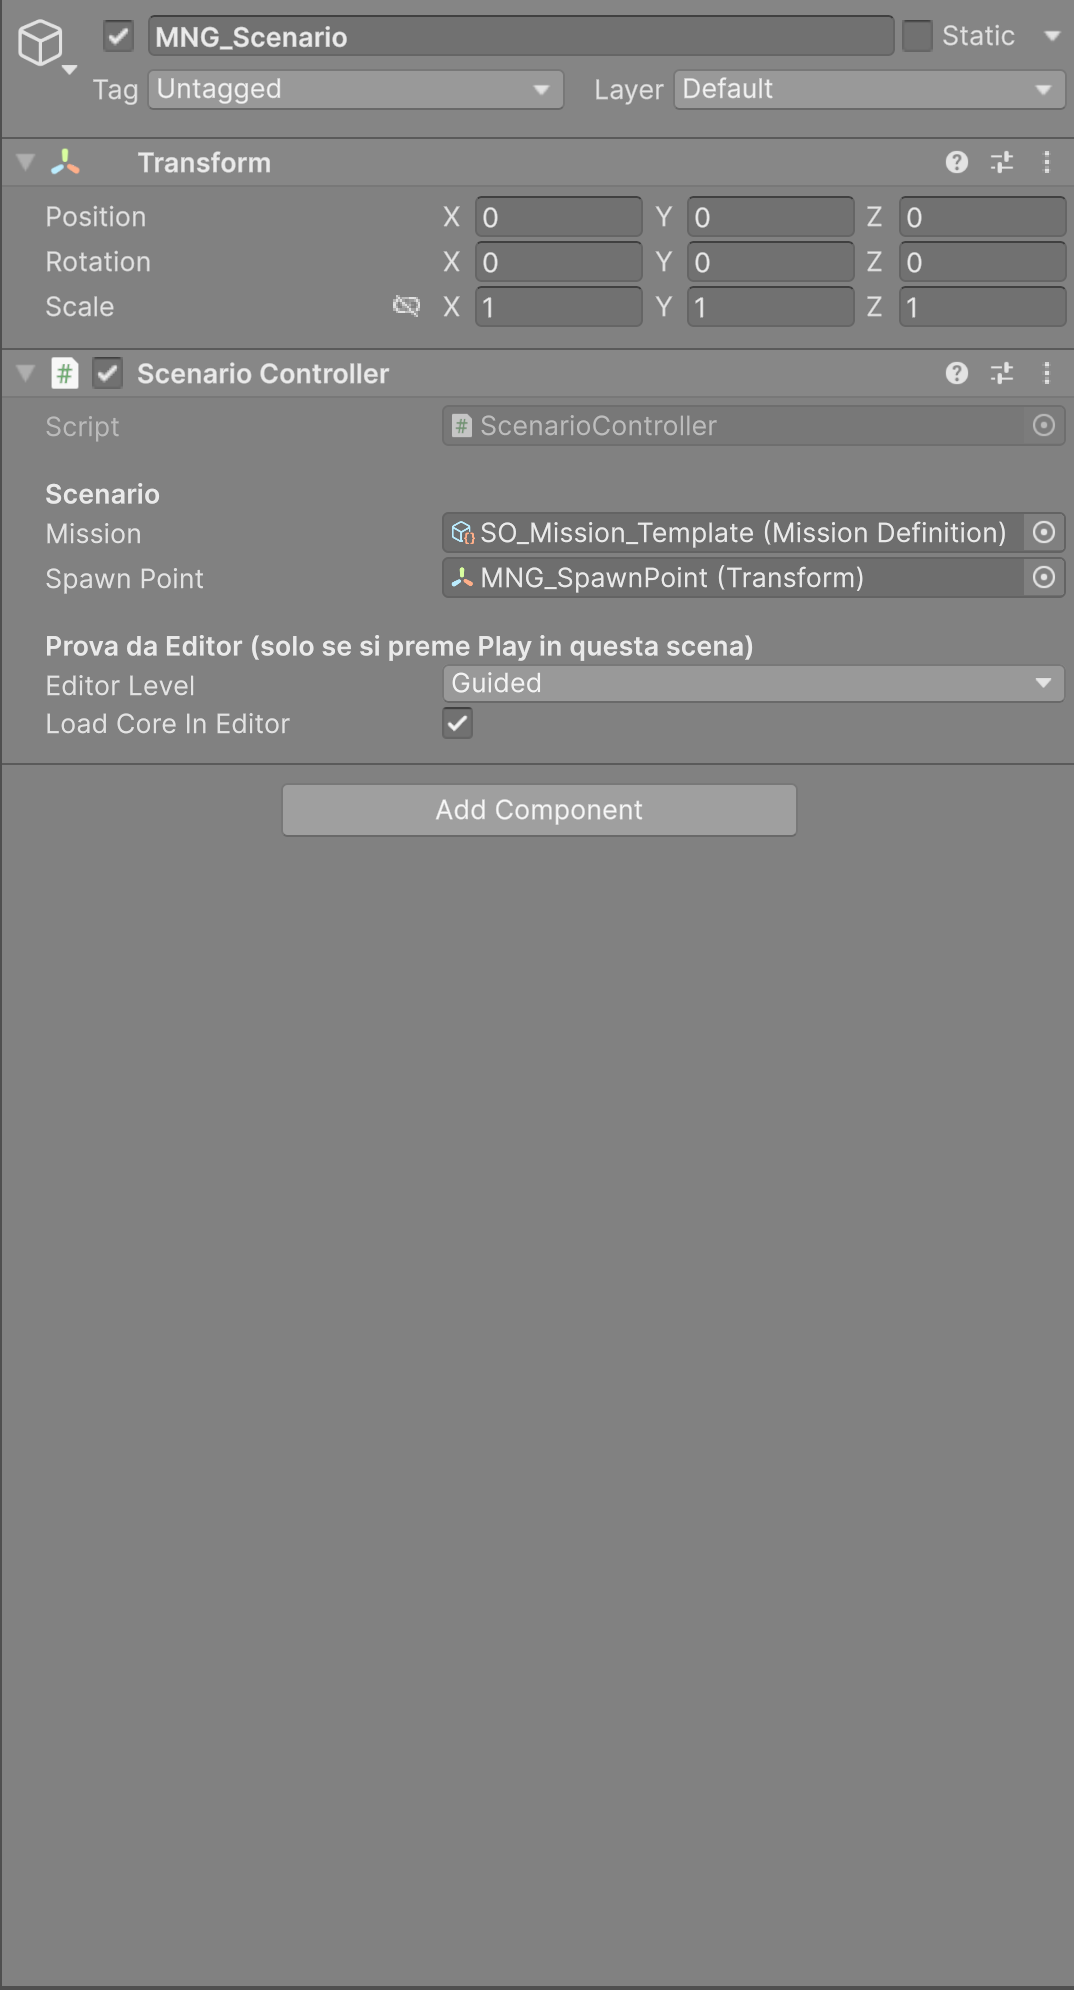 MNG_Scenario Static
Tag Untagged Layer Default
Transform
Position X 0 Y 0 Z 0
Rotation X 0 Y 0 Z 0
Scale X 1 Y 1 Z 1
# Scenario Controller
Script # ScenarioController
Scenario
Mission SO_Mission_Template (Mission Definition)
Spawn Point MNG_SpawnPoint (Transform)
Prova da Editor (solo se si preme Play in questa scena)
Editor Level Guided
Load Core In Editor
Add Component